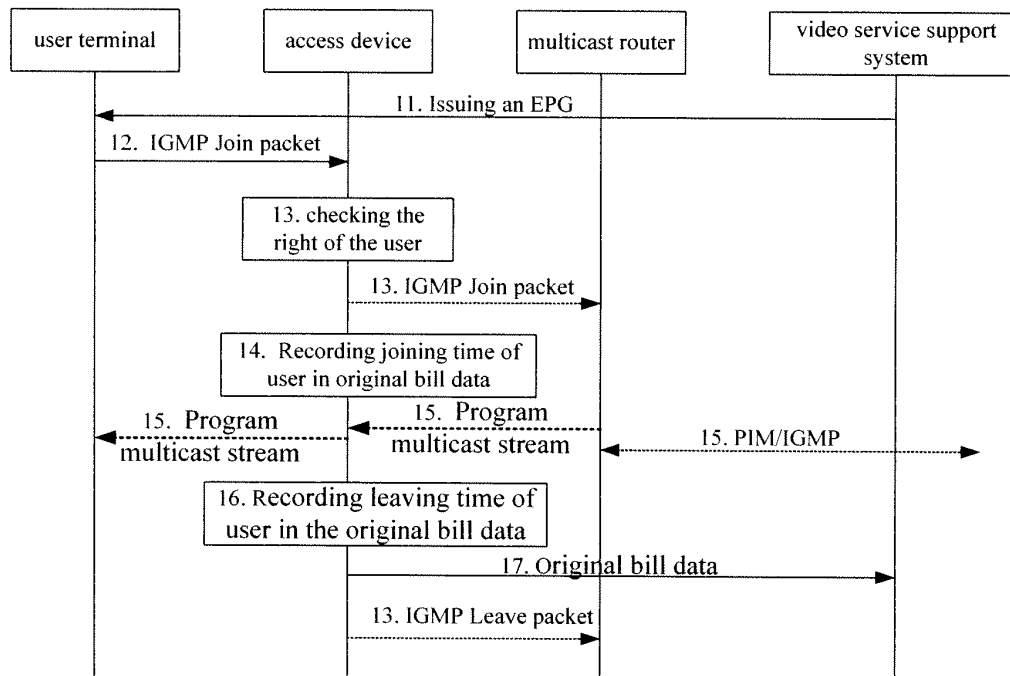 user terminal
access device
multicast router
video service support
system
11. Issuing an EPG
12. IGMP Join packet
13. checking the
right of the user
13. IGMP Join packet
14. Recording joining time of
user in original bill data
15. Program
multicast stream
15. Program
multicast stream
15. PIM/IGMP
16. Recording leaving time of
user in the original bill data
17. Original bill data
13. IGMP Leave packet